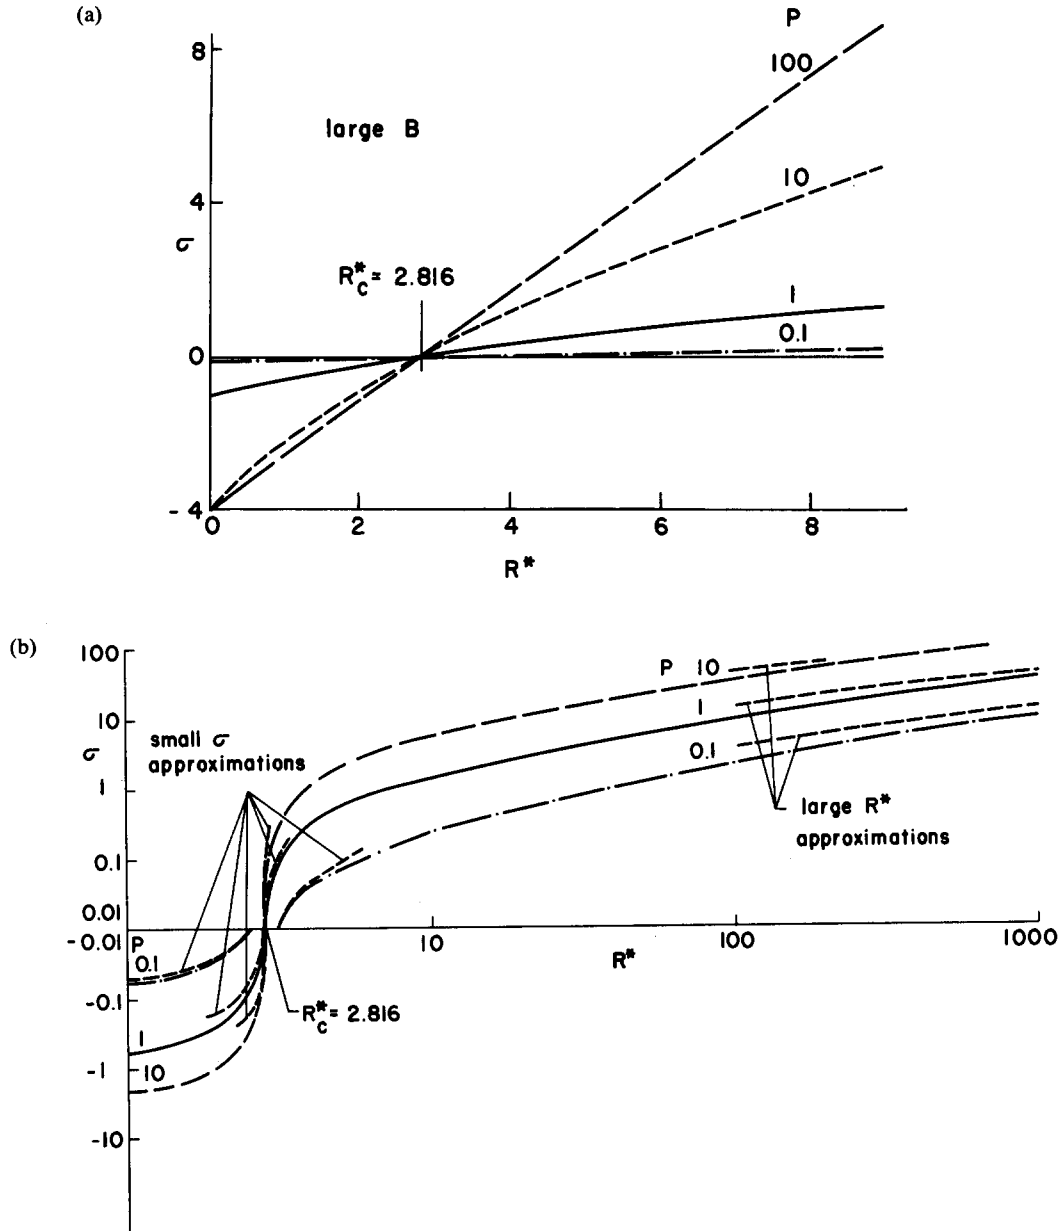 (a)
P
8
100
large B
10
4
σ
R*c = 2.816
1
0.1
0
-4
0 2 4 6 8
R*
(b)
100
P 10
10
1
small σ
approximations
σ
0.1
1
large R*
approximations
0.1
0.01
-0.01
10 100 1000
P
R*
0.1
-0.1
R*c = 2.816
1
-1
10
-10